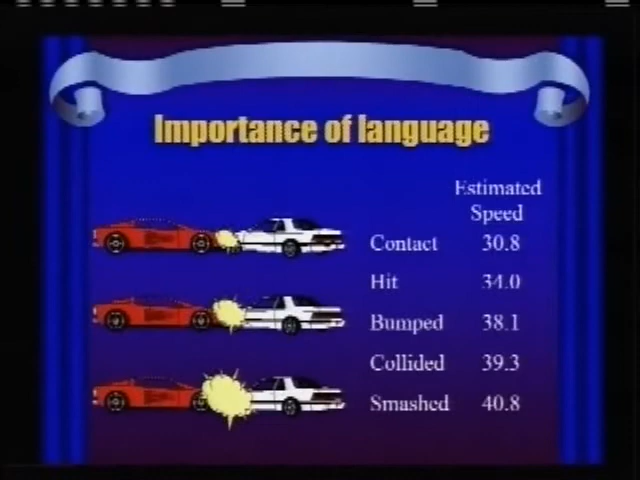 Importance of language
Estimated
Speed
Contact 30.8
Hit 34.0
Bumped 38.1
Collided 39.3
Smashed 40.8